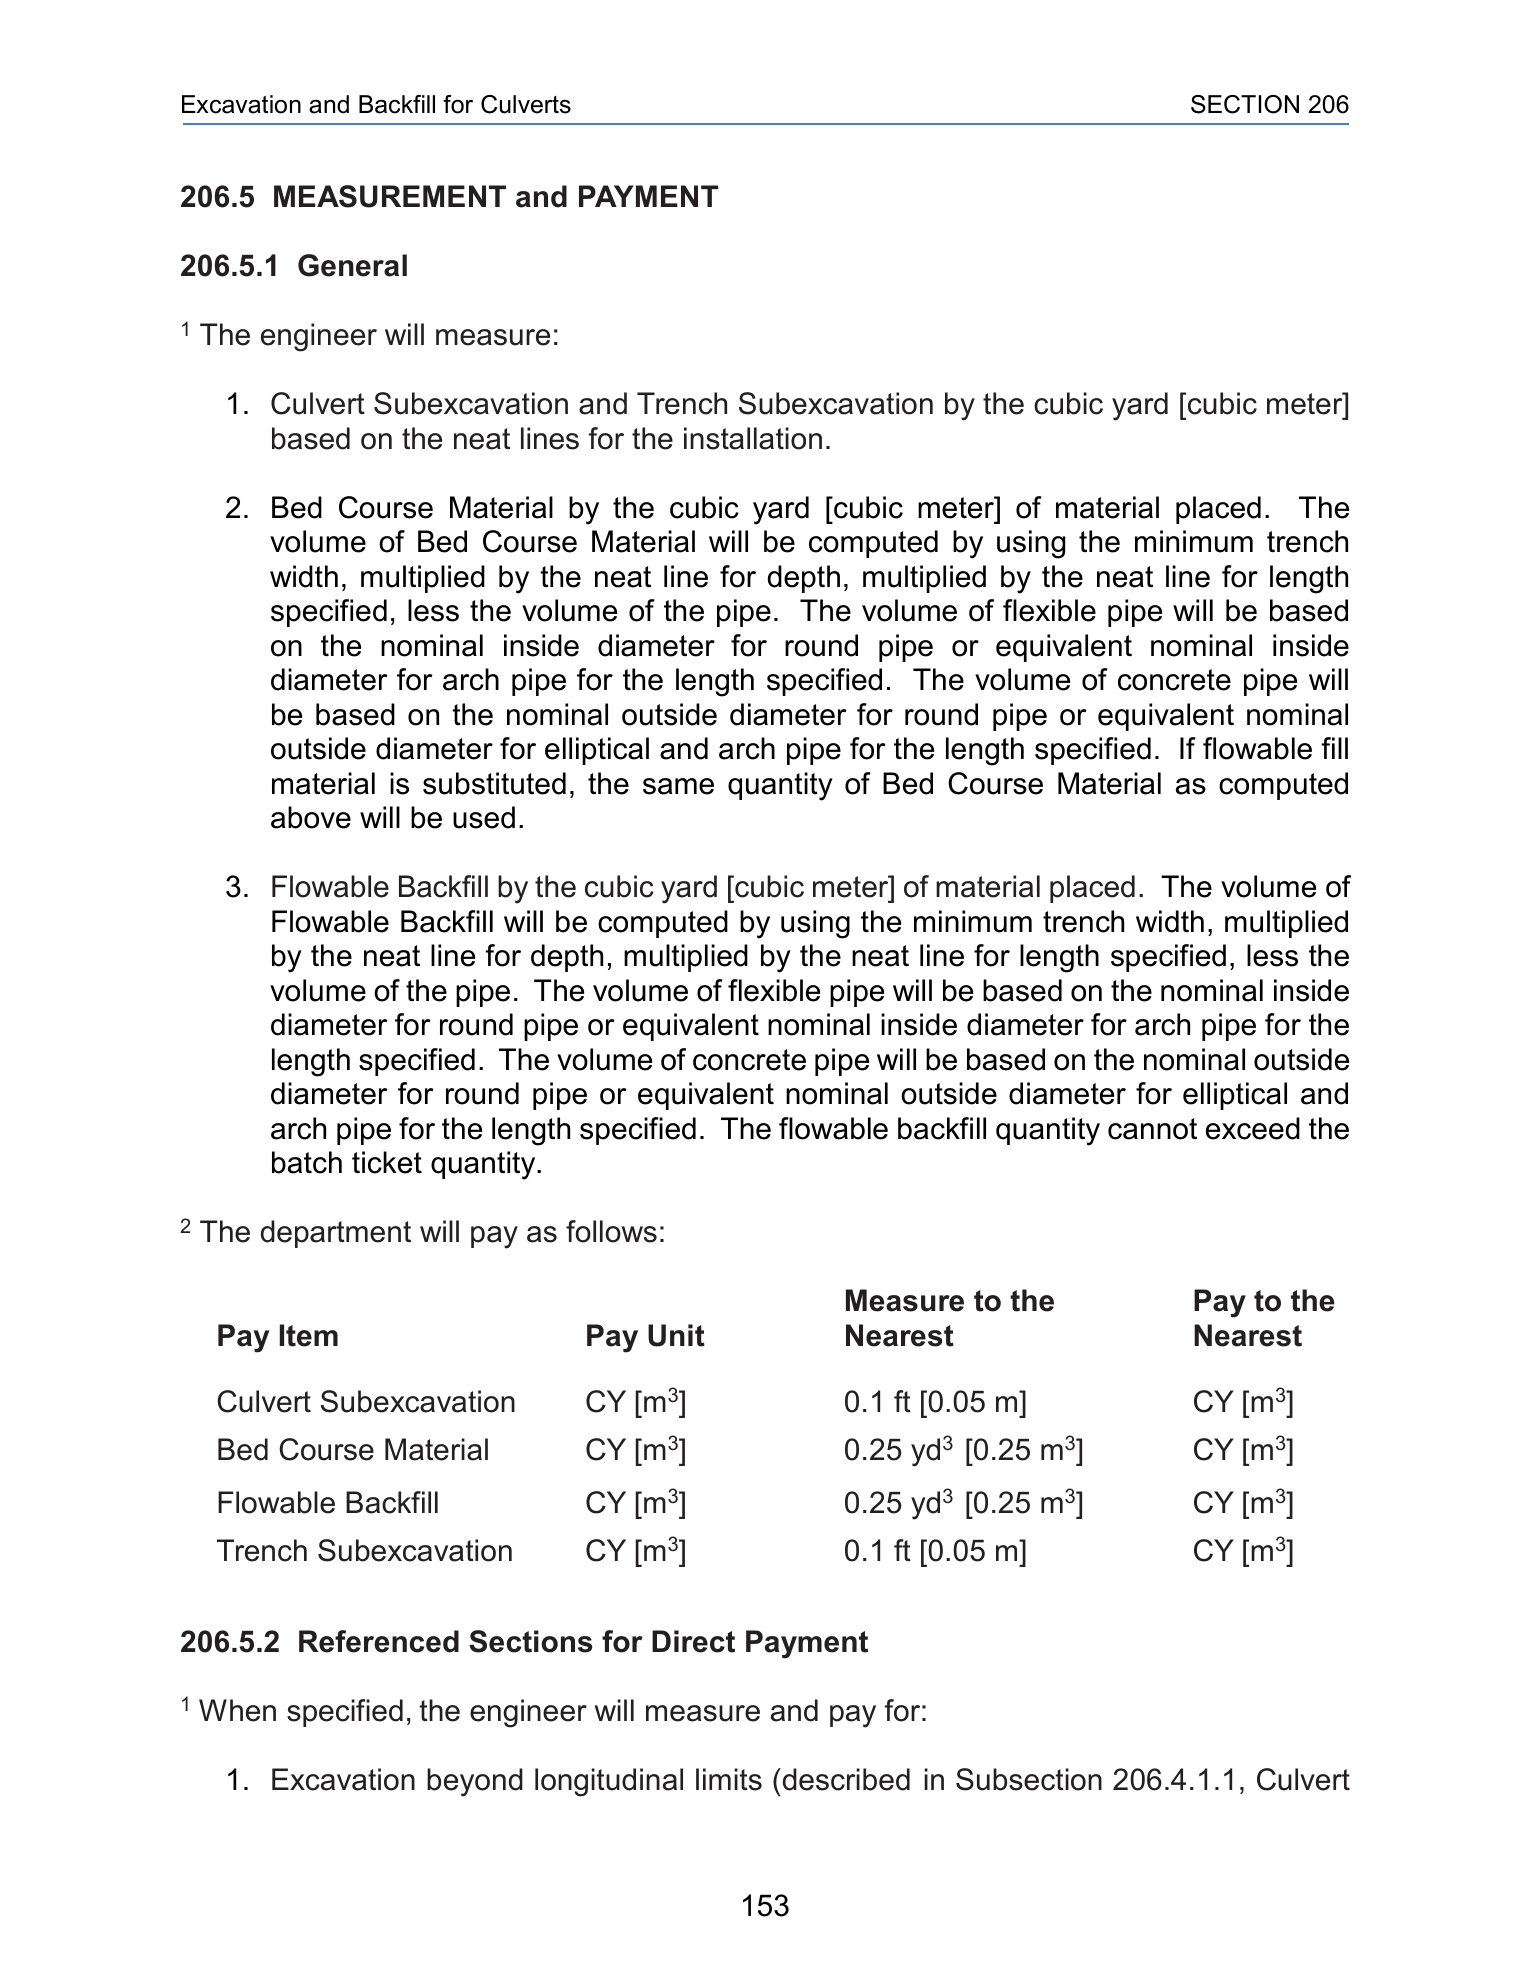 Excavation and Backfill for Culverts SECTION 206
206.5 MEASUREMENT and PAYMENT
206.5.1 General
1 The engineer will measure:
1. Culvert Subexcavation and Trench Subexcavation by the cubic yard [cubic meter]
based on the neat lines for the installation.
2. Bed Course Material by the cubic yard [cubic meter] of material placed. The
volume of Bed Course Material will be computed by using the minimum trench
width, multiplied by the neat line for depth, multiplied by the neat line for length
specified, less the volume of the pipe. The volume of flexible pipe will be based
on the nominal inside diameter for round pipe or equivalent nominal inside
diameter for arch pipe for the length specified. The volume of concrete pipe will
be based on the nominal outside diameter for round pipe or equivalent nominal
outside diameter for elliptical and arch pipe for the length specified. If flowable fill
material is substituted, the same quantity of Bed Course Material as computed
above will be used.
3. Flowable Backfill by the cubic yard [cubic meter] of material placed. The volume of
Flowable Backfill will be computed by using the minimum trench width, multiplied
by the neat line for depth, multiplied by the neat line for length specified, less the
volume of the pipe. The volume of flexible pipe will be based on the nominal inside
diameter for round pipe or equivalent nominal inside diameter for arch pipe for the
length specified. The volume of concrete pipe will be based on the nominal outside
diameter for round pipe or equivalent nominal outside diameter for elliptical and
arch pipe for the length specified. The flowable backfill quantity cannot exceed the
batch ticket quantity.
2 The department will pay as follows:
Measure to the Pay to the
Pay Item Pay Unit Nearest Nearest
Culvert Subexcavation CY [m³] 0.1 ft [0.05 m] CY [m³]
Bed Course Material CY [m³] 0.25 yd³ [0.25 m³] CY [m³]
Flowable Backfill CY [m³] 0.25 yd³ [0.25 m³] CY [m³]
Trench Subexcavation CY [m³] 0.1 ft [0.05 m] CY [m³]
206.5.2 Referenced Sections for Direct Payment
1 When specified, the engineer will measure and pay for:
1. Excavation beyond longitudinal limits (described in Subsection 206.4.1.1, Culvert
153